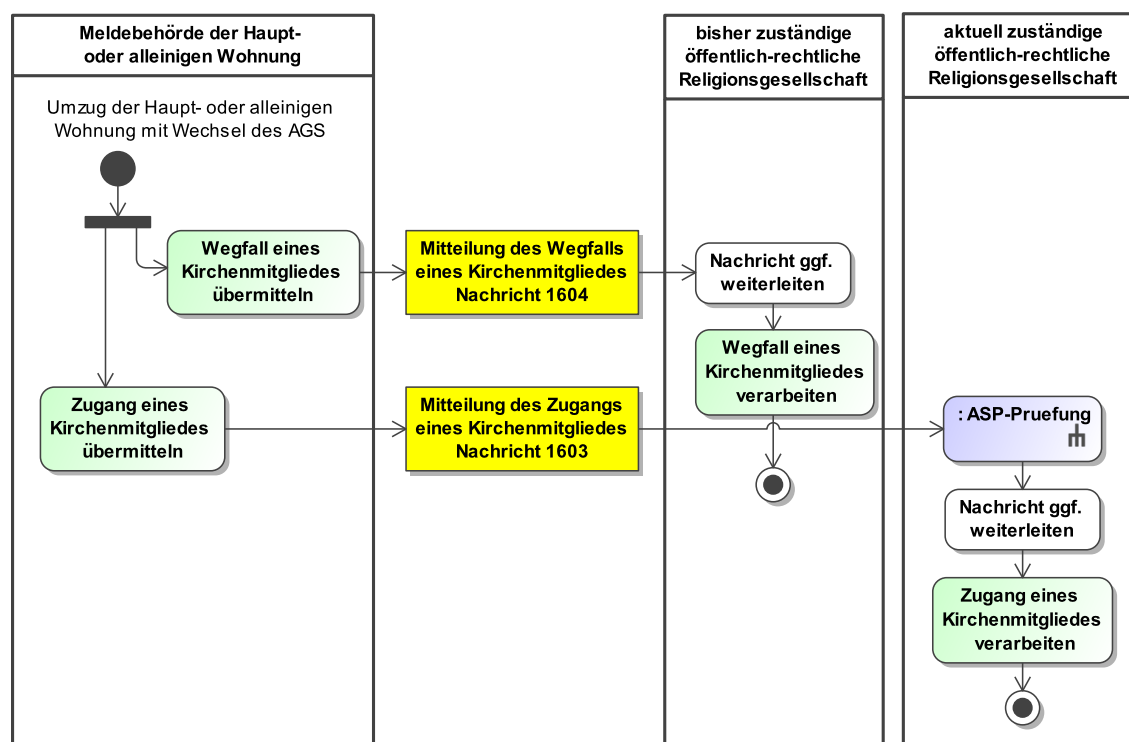 Meldebehörde der Haupt-
oder alleinigen Wohnung
bisher zuständige
öffentlich-rechtliche
Religionsgesellschaft
aktuell zuständige
öffentlich-rechtliche
Religionsgesellschaft
Umzug der Haupt- oder alleinigen
Wohnung mit Wechsel des AGS
Wegfall eines
Kirchenmitgliedes
übermitteln
Mitteilung des Wegfalls
eines Kirchenmitgliedes
Nachricht 1604
Nachricht ggf.
weiterleiten
Wegfall eines
Kirchenmitgliedes
verarbeiten
Zugang eines
Kirchenmitgliedes
übermitteln
Mitteilung des Zugangs
eines Kirchenmitgliedes
Nachricht 1603
: ASP-Pruefung
Nachricht ggf.
weiterleiten
Zugang eines
Kirchenmitgliedes
verarbeiten